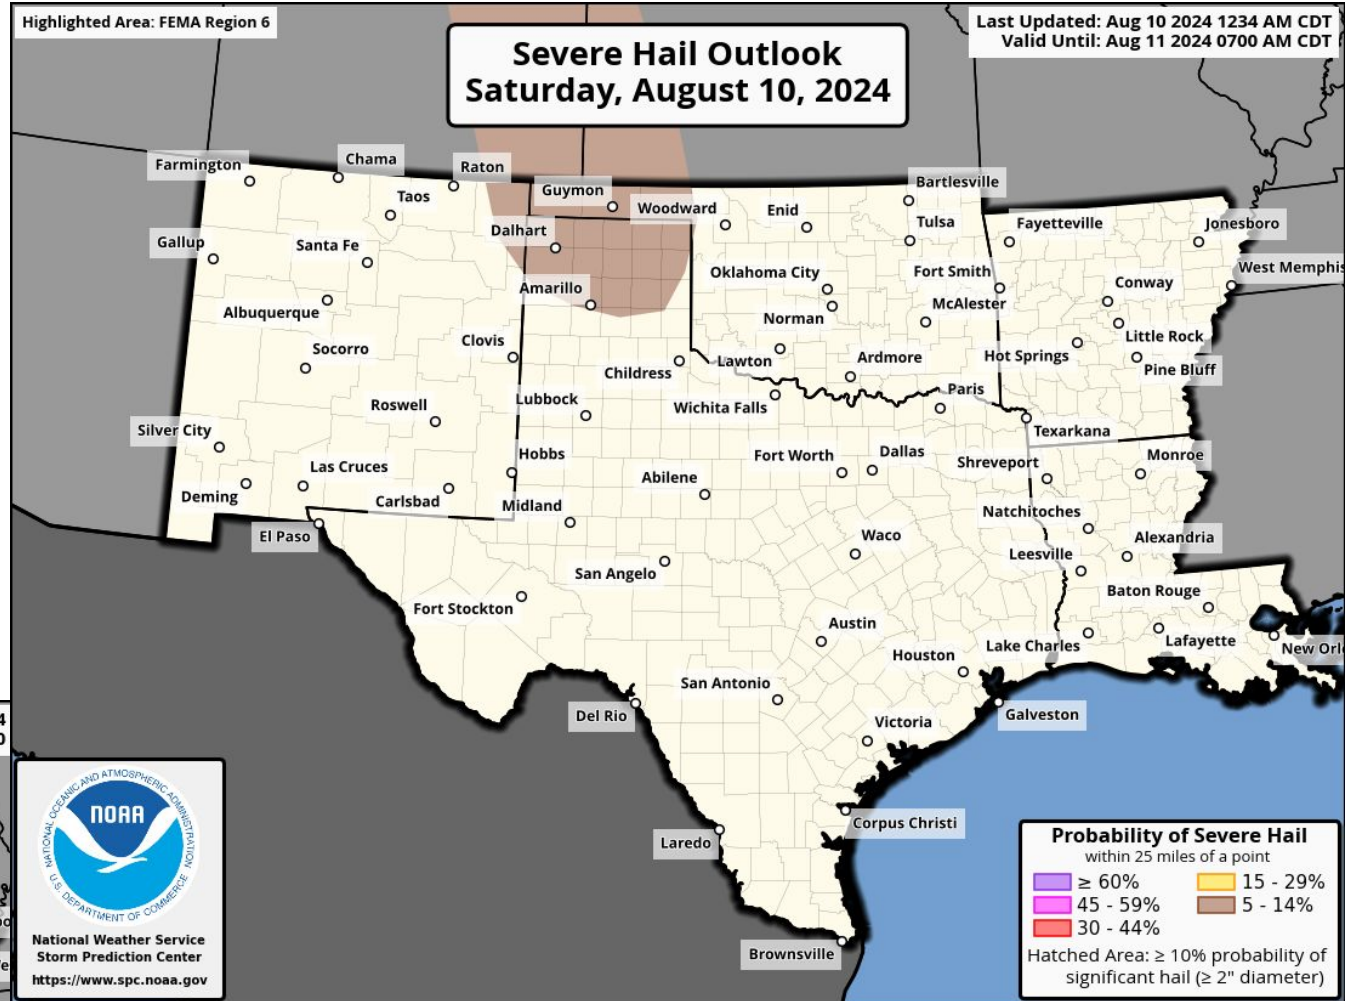 Highlighted Area: FEMA Region 6
Last Updated: Aug 10 2024 1234 AM CDT
Valid Until: Aug 11 2024 0700 AM CDT
Severe Hail Outlook
Saturday, August 10, 2024
Farmington
Chama
Raton
Taos
Guymon
Woodward
Enid
Bartlesville
Tulsa
Fayetteville
Jonesboro
Gallup
Santa Fe
Dalhart
Oklahoma City
Fort Smith
West Memphis
Amarillo
Conway
Albuquerque
Norman
McAlester
Little Rock
Socorro
Clovis
Childress
Lawton
Ardmore
Hot Springs
Pine Bluff
Roswell
Lubbock
Wichita Falls
Paris
Texarkana
Silver City
Hobbs
Fort Worth
Dallas
Shreveport
Monroe
Las Cruces
Abilene
Deming
Carlsbad
Midland
Natchitoches
El Paso
Waco
Alexandria
San Angelo
Leesville
Baton Rouge
Fort Stockton
Austin
Lake Charles
Lafayette
New Orl
Houston
San Antonio
Del Rio
Victoria
Galveston
Laredo
Corpus Christi
Brownsville
4
0
NATIONAL OCEANIC AND ATMOSPHERIC ADMINISTRATION
NOAA
U.S. DEPARTMENT OF COMMERCE
National Weather Service
Storm Prediction Center
https://www.spc.noaa.gov
Probability of Severe Hail
within 25 miles of a point
≥ 60%
15 - 29%
45 - 59%
5 - 14%
30 - 44%
Hatched Area: ≥ 10% probability of
significant hail (≥ 2" diameter)